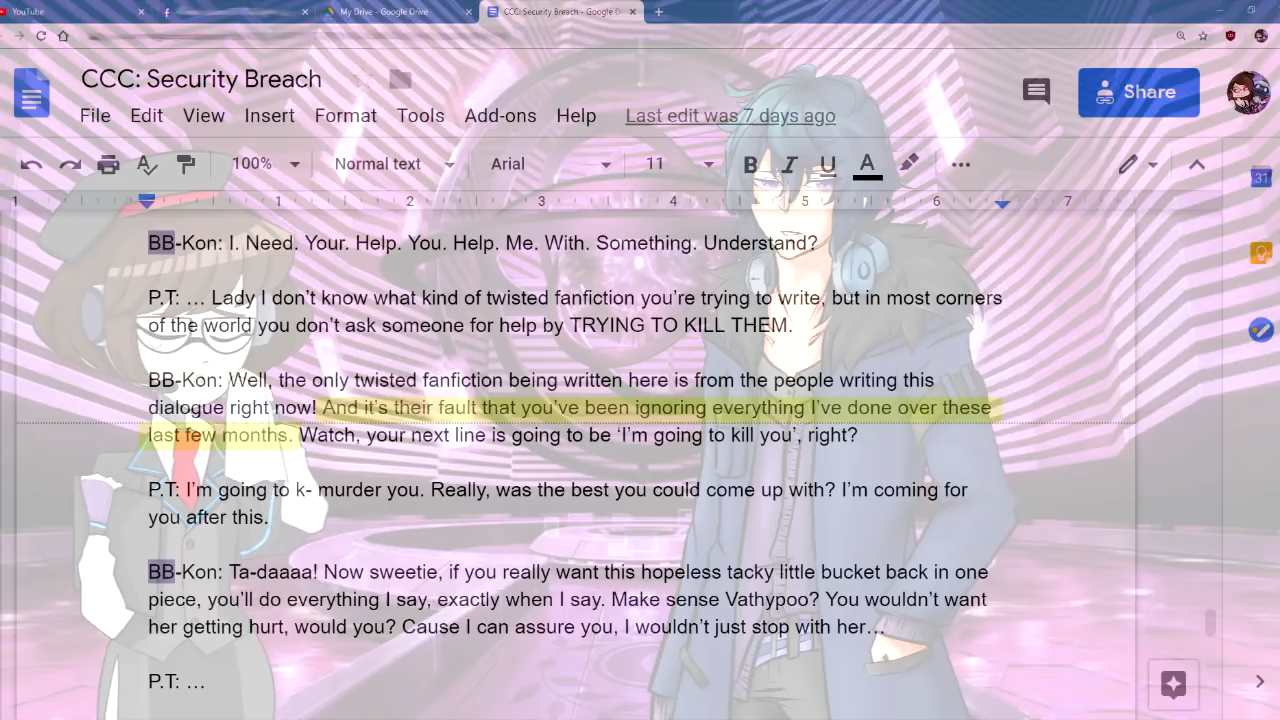 YouTube
My Drive - Google Drive
CCC: Security Breach - Google D
CCC: Security Breach
File Edit View Insert Format Tools Add-ons Help Last edit was 7 days ago
Share
100% Normal text Arial 11 B I U A
31
1 1 2 3 4 5 6 7
BB-Kon: I. Need. Your. Help. You. Help. Me. With. Something. Understand?
P.T: … Lady I don’t know what kind of twisted fanfiction you’re trying to write, but in most corners
of the world you don’t ask someone for help by TRYING TO KILL THEM.
BB-Kon: Well, the only twisted fanfiction being written here is from the people writing this
dialogue right now! And it’s their fault that you’ve been ignoring everything I’ve done over these
last few months. Watch, your next line is going to be ‘I’m going to kill you’, right?
P.T: I’m going to k- murder you. Really, was the best you could come up with? I’m coming for
you after this.
BB-Kon: Ta-daaaa! Now sweetie, if you really want this hopeless tacky little bucket back in one
piece, you’ll do everything I say, exactly when I say. Make sense Vathypoo? You wouldn’t want
her getting hurt, would you? Cause I can assure you, I wouldn’t just stop with her…
P.T: …